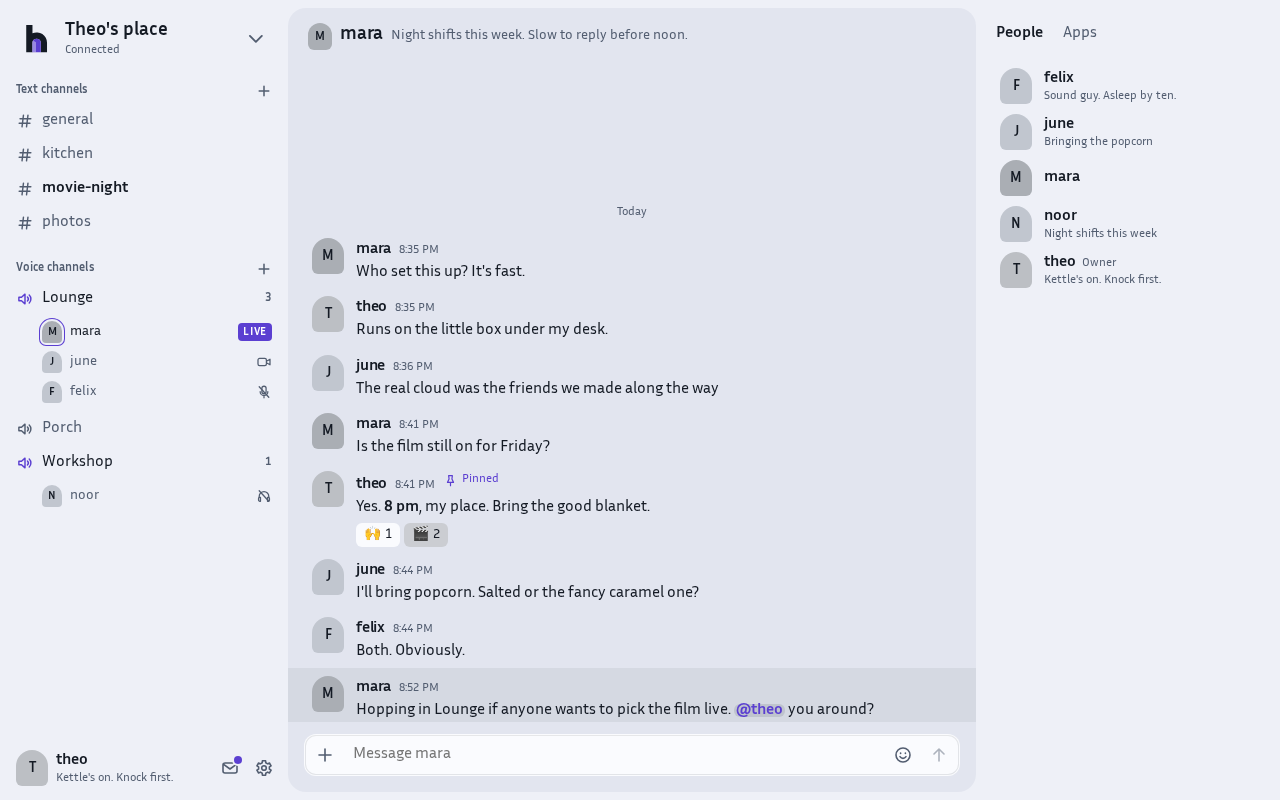 Theo's place
Connected
Text channels
general
kitchen
movie-night
photos
Voice channels
Lounge 3
M mara LIVE
J june
F felix
Porch
Workshop 1
N noor
T theo
Kettle's on. Knock first.
M mara Night shifts this week. Slow to reply before noon.
Today
M mara 8:35 PM
Who set this up? It's fast.
T theo 8:35 PM
Runs on the little box under my desk.
J june 8:36 PM
The real cloud was the friends we made along the way
M mara 8:41 PM
Is the film still on for Friday?
T theo 8:41 PM Pinned
Yes. 8 pm, my place. Bring the good blanket.
🙌 1 🎬 2
J june 8:44 PM
I'll bring popcorn. Salted or the fancy caramel one?
F felix 8:44 PM
Both. Obviously.
M mara 8:52 PM
Hopping in Lounge if anyone wants to pick the film live. @theo you around?
Message mara
People Apps
F felix
Sound guy. Asleep by ten.
J june
Bringing the popcorn
M mara
N noor
Night shifts this week
T theo Owner
Kettle's on. Knock first.